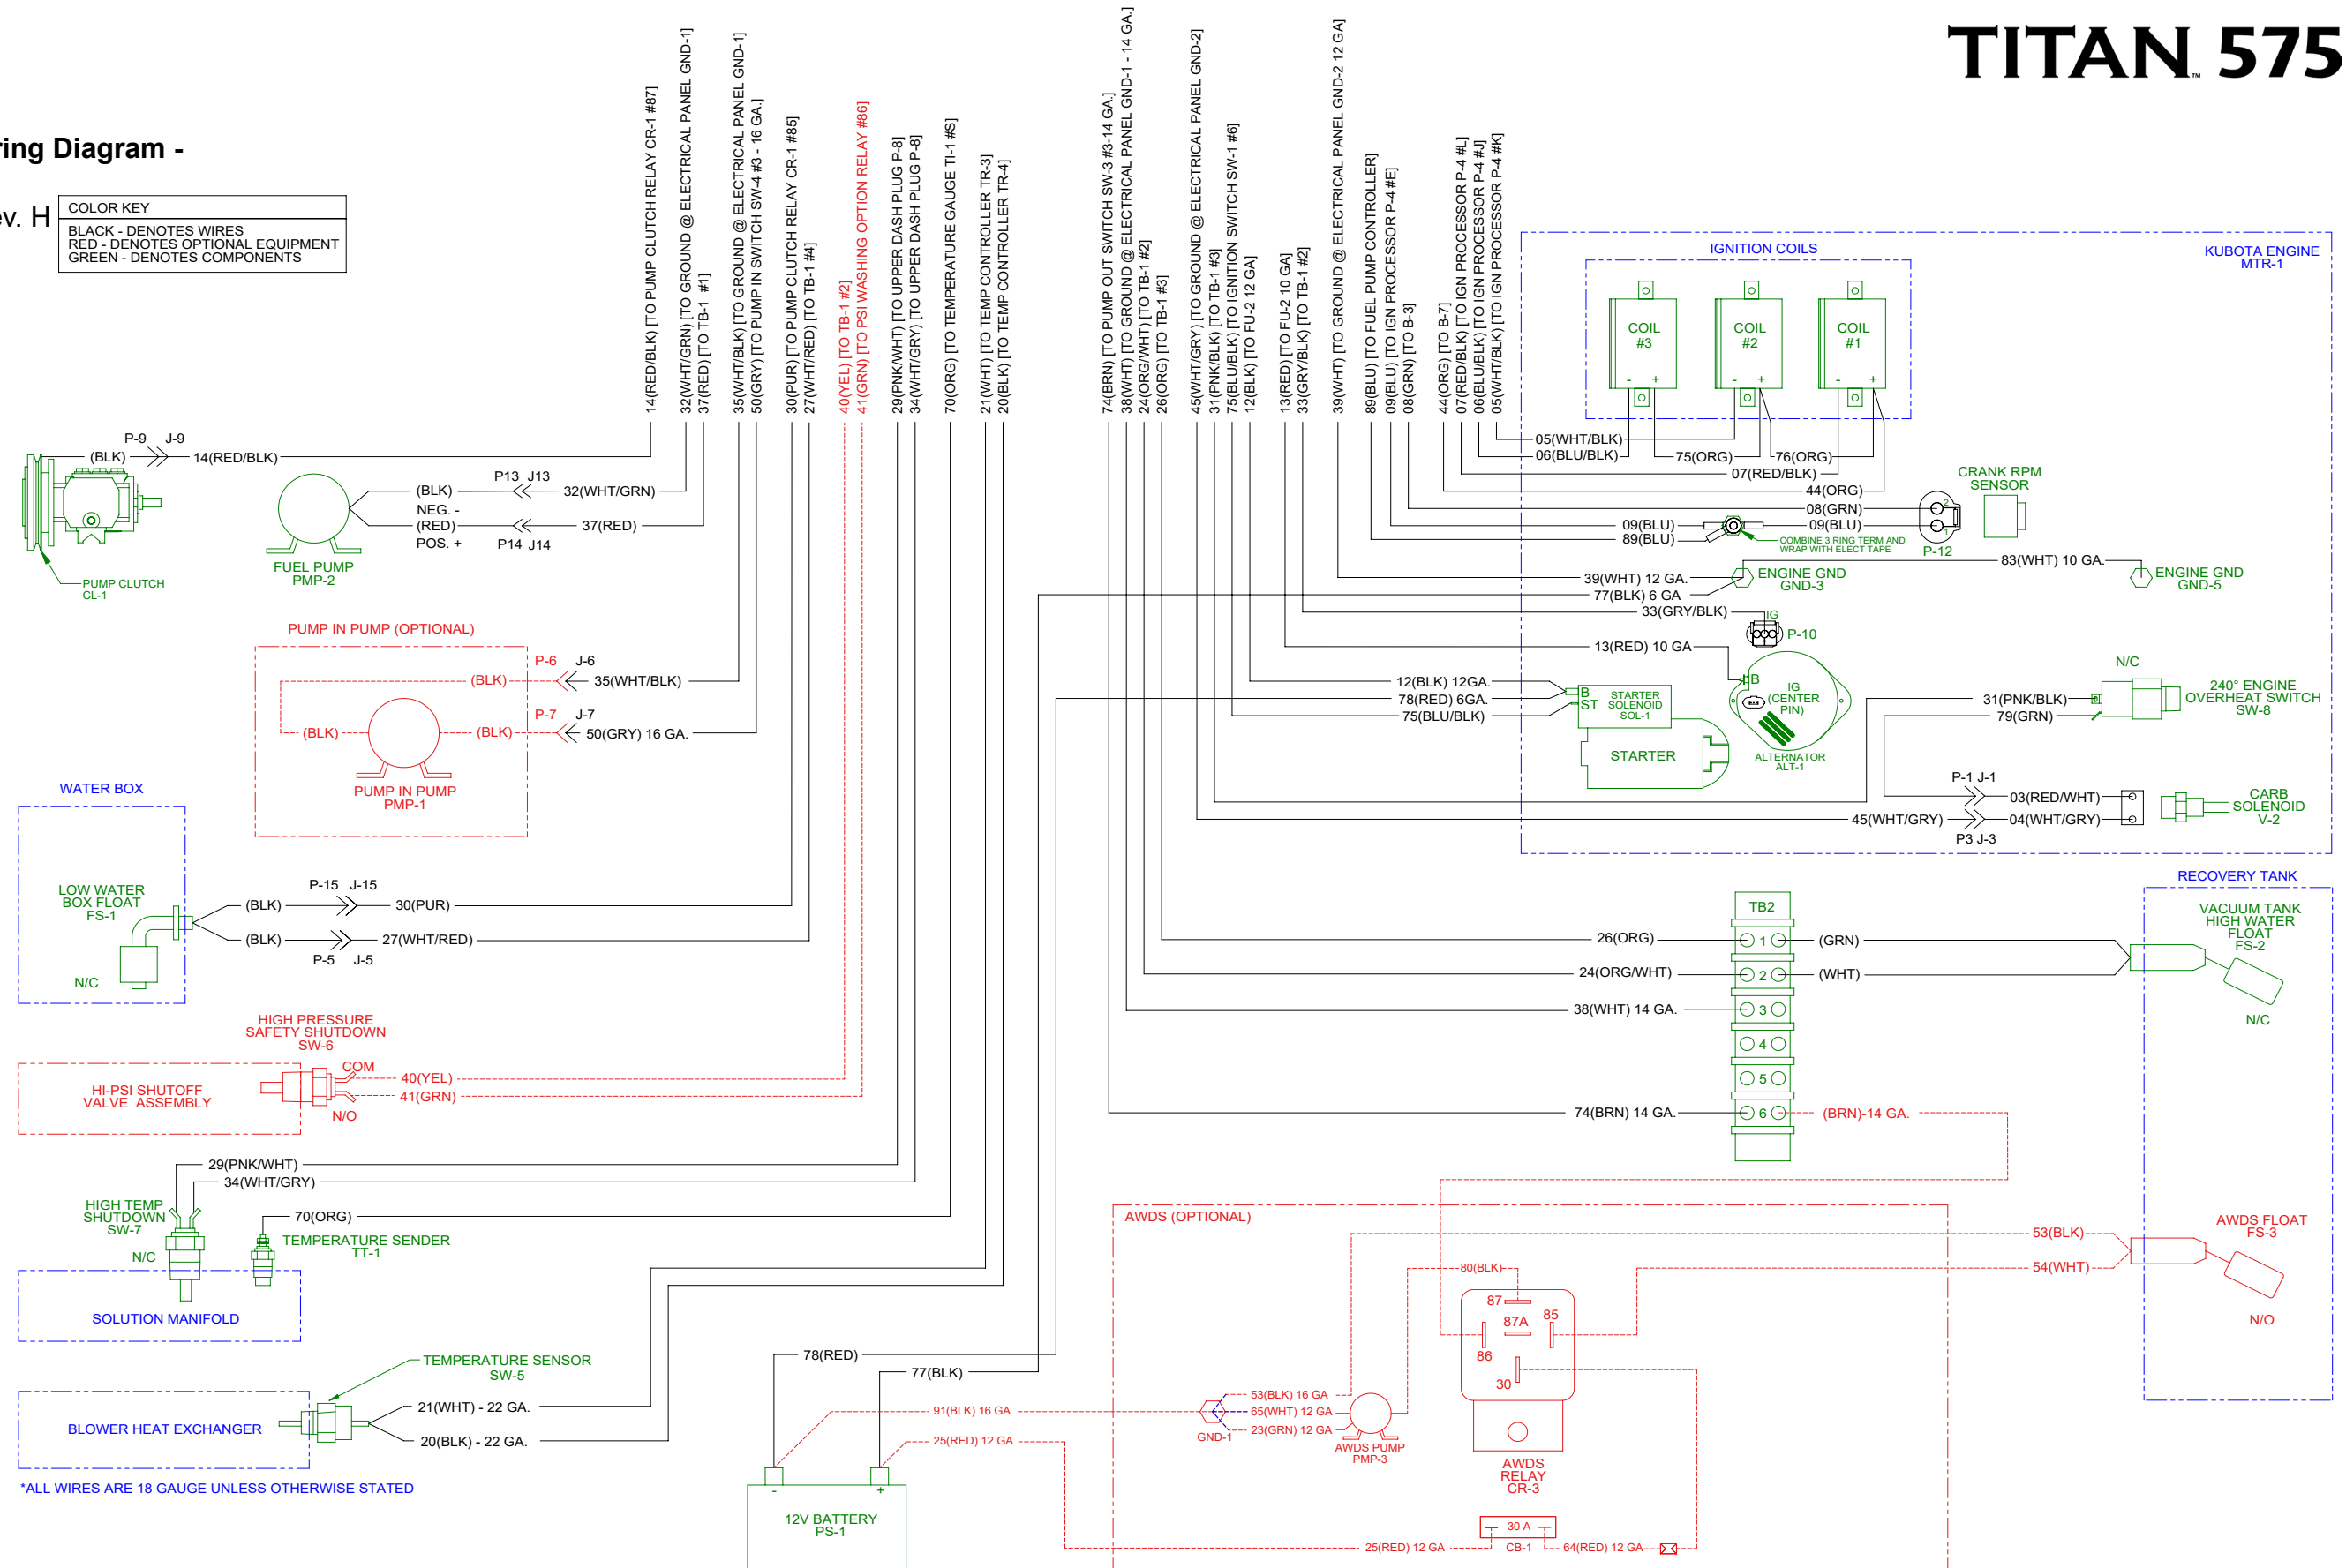 TITAN™ 575
ring Diagram -
ev. H
COLOR KEY
BLACK - DENOTES WIRES
RED - DENOTES OPTIONAL EQUIPMENT
GREEN - DENOTES COMPONENTS
14(RED/BLK) [TO PUMP CLUTCH RELAY CR-1 #87]
32(WHT/GRN) [TO GROUND @ ELECTRICAL PANEL GND-1]
37(RED) [TO TB-1 #1]
35(WHT/BLK) [TO GROUND @ ELECTRICAL PANEL GND-1]
50(GRY) [TO PUMP IN SWITCH SW-4 #3 - 16 GA.]
30(PUR) [TO PUMP CLUTCH RELAY CR-1 #85]
27(WHT/RED) [TO TB-1 #4]
40(YEL) [TO TB-1 #2]
41(GRN) [TO PSI WASHING OPTION RELAY #86]
29(PNK/WHT) [TO UPPER DASH PLUG P-8]
34(WHT/GRY) [TO UPPER DASH PLUG P-8]
70(ORG) [TO TEMPERATURE GAUGE TI-1 #S]
21(WHT) [TO TEMP CONTROLLER TR-3]
20(BLK) [TO TEMP CONTROLLER TR-4]
74(BRN) [TO PUMP OUT SWITCH SW-3 #3-14 GA.]
38(WHT) [TO GROUND @ ELECTRICAL PANEL GND-1 - 14 GA.]
24(ORG/WHT) [TO TB-1 #2]
26(ORG) [TO TB-1 #3]
45(WHT/GRY) [TO GROUND @ ELECTRICAL PANEL GND-2]
31(PNK/BLK) [TO TB-1 #3]
75(BLU/BLK) [TO IGNITION SWITCH SW-1 #6]
12(BLK) [TO FU-2 12 GA]
13(RED) [TO FU-2 10 GA]
33(GRY/BLK) [TO TB-1 #2]
39(WHT) [TO GROUND @ ELECTRICAL PANEL GND-2 12 GA]
89(BLU) [TO FUEL PUMP CONTROLLER]
09(BLU) [TO IGN PROCESSOR P-4 #E]
08(GRN) [TO B-3]
44(ORG) [TO B-7]
07(RED/BLK) [TO IGN PROCESSOR P-4 #L]
06(BLU/BLK) [TO IGN PROCESSOR P-4 #J]
05(WHT/BLK) [TO IGN PROCESSOR P-4 #K]
IGNITION COILS
KUBOTA ENGINE
MTR-1
COIL
#3
- +
COIL
#2
- +
COIL
#1
- +
05(WHT/BLK)
06(BLU/BLK)
75(ORG)
76(ORG)
07(RED/BLK)
44(ORG)
08(GRN)
09(BLU)
09(BLU)
89(BLU)
COMBINE 3 RING TERM AND
WRAP WITH ELECT TAPE
2
1
P-12
CRANK RPM
SENSOR
39(WHT) 12 GA.
77(BLK) 6 GA
ENGINE GND
GND-3
83(WHT) 10 GA.
ENGINE GND
GND-5
33(GRY/BLK)
IG
P-10
13(RED) 10 GA
B
IG
(CENTER
PIN)
ALTERNATOR
ALT-1
12(BLK) 12GA.
78(RED) 6GA.
75(BLU/BLK)
B
ST
STARTER
SOLENOID
SOL-1
STARTER
N/C
31(PNK/BLK)
79(GRN)
240° ENGINE
OVERHEAT SWITCH
SW-8
P-1 J-1
03(RED/WHT)
45(WHT/GRY)
04(WHT/GRY)
P3 J-3
CARB
SOLENOID
V-2
P-9 J-9
(BLK)
14(RED/BLK)
PUMP CLUTCH
CL-1
P13 J13
(BLK)
32(WHT/GRN)
NEG. -
(RED)
37(RED)
POS. +
P14 J14
FUEL PUMP
PMP-2
PUMP IN PUMP (OPTIONAL)
P-6 J-6
(BLK)
35(WHT/BLK)
P-7 J-7
(BLK)
(BLK)
50(GRY) 16 GA.
PUMP IN PUMP
PMP-1
WATER BOX
LOW WATER
BOX FLOAT
FS-1
N/C
P-15 J-15
(BLK)
30(PUR)
(BLK)
27(WHT/RED)
P-5 J-5
HIGH PRESSURE
SAFETY SHUTDOWN
SW-6
COM
40(YEL)
41(GRN)
N/O
HI-PSI SHUTOFF
VALVE ASSEMBLY
29(PNK/WHT)
34(WHT/GRY)
HIGH TEMP
SHUTDOWN
SW-7
N/C
70(ORG)
TEMPERATURE SENDER
TT-1
SOLUTION MANIFOLD
TEMPERATURE SENSOR
SW-5
21(WHT) - 22 GA.
20(BLK) - 22 GA.
BLOWER HEAT EXCHANGER
*ALL WIRES ARE 18 GAUGE UNLESS OTHERWISE STATED
TB2
26(ORG)
1
(GRN)
24(ORG/WHT)
2
(WHT)
38(WHT) 14 GA.
3
4
5
74(BRN) 14 GA.
6
(BRN)-14 GA.
RECOVERY TANK
VACUUM TANK
HIGH WATER
FLOAT
FS-2
N/C
AWDS FLOAT
FS-3
N/O
53(BLK)
54(WHT)
AWDS (OPTIONAL)
80(BLK)
87
87A
85
86
30
AWDS
RELAY
CR-3
78(RED)
77(BLK)
91(BLK) 16 GA
25(RED) 12 GA
GND-1
53(BLK) 16 GA
65(WHT) 12 GA
23(GRN) 12 GA
AWDS PUMP
PMP-3
30 A
CB-1
25(RED) 12 GA
64(RED) 12 GA
- +
12V BATTERY
PS-1